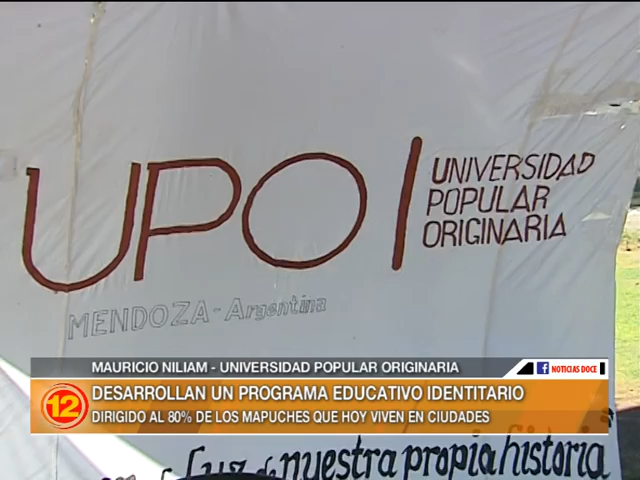 UPO
UNIVERSIDAD
POPULAR
ORIGINARIA
MENDOZA - Argentina
MAURICIO NILIAM - UNIVERSIDAD POPULAR ORIGINARIA
f NOTICIAS DOCE
12
DESARROLLAN UN PROGRAMA EDUCATIVO IDENTITARIO
DIRIGIDO AL 80% DE LOS MAPUCHES QUE HOY VIVEN EN CIUDADES
nuestra propia historia